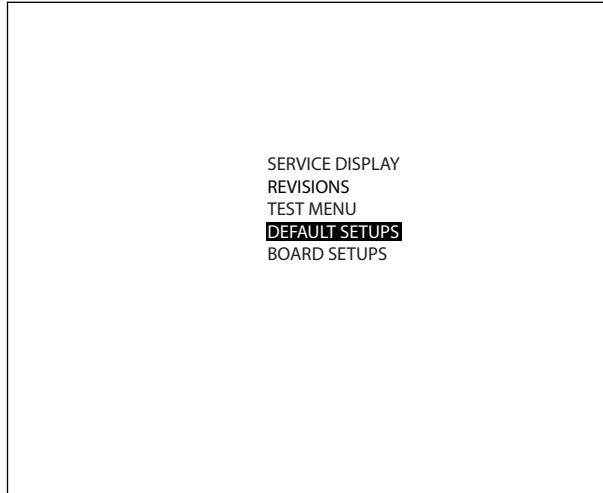 SERVICE DISPLAY
REVISIONS
TEST MENU
DEFAULT SETUPS
BOARD SETUPS